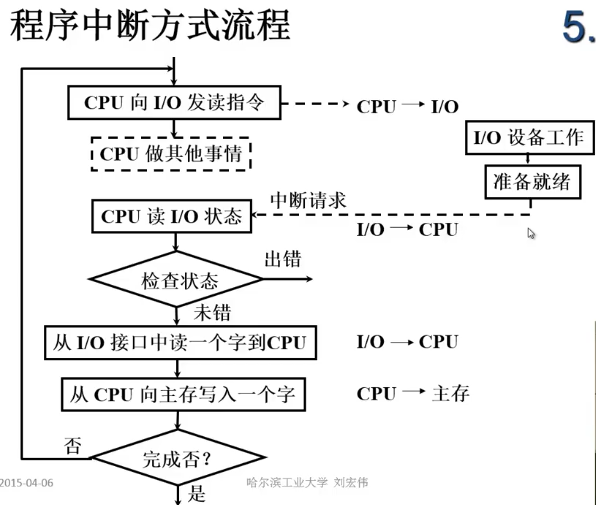 程序中断方式流程
5.
CPU 向 I/O 发读指令
CPU → I/O
I/O 设备工作
CPU 做其他事情
准备就绪
中断请求
CPU 读 I/O 状态
I/O → CPU
出错
检查状态
未错
从 I/O 接口中读一个字到CPU
I/O → CPU
从 CPU 向主存写入一个字
CPU → 主存
否
完成否?
2015-04-06
哈尔滨工业大学 刘宏伟
是